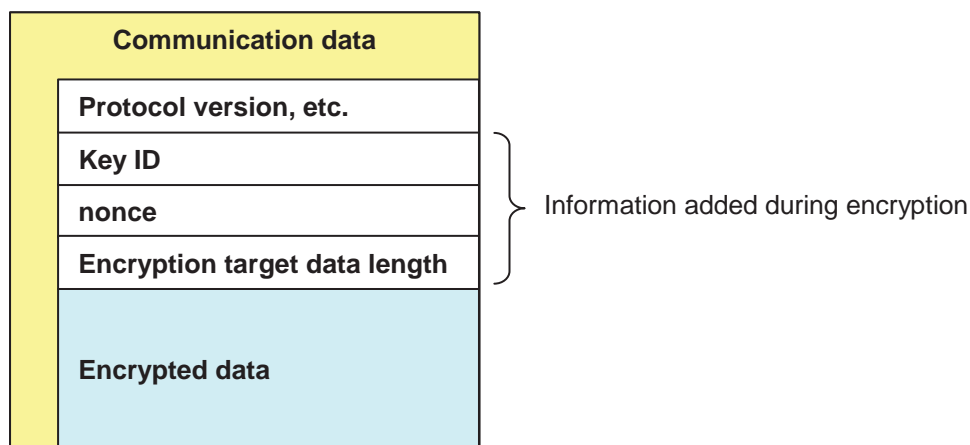 Communication data
Protocol version, etc.
Key ID
nonce
Encryption target data length
Information added during encryption
Encrypted data